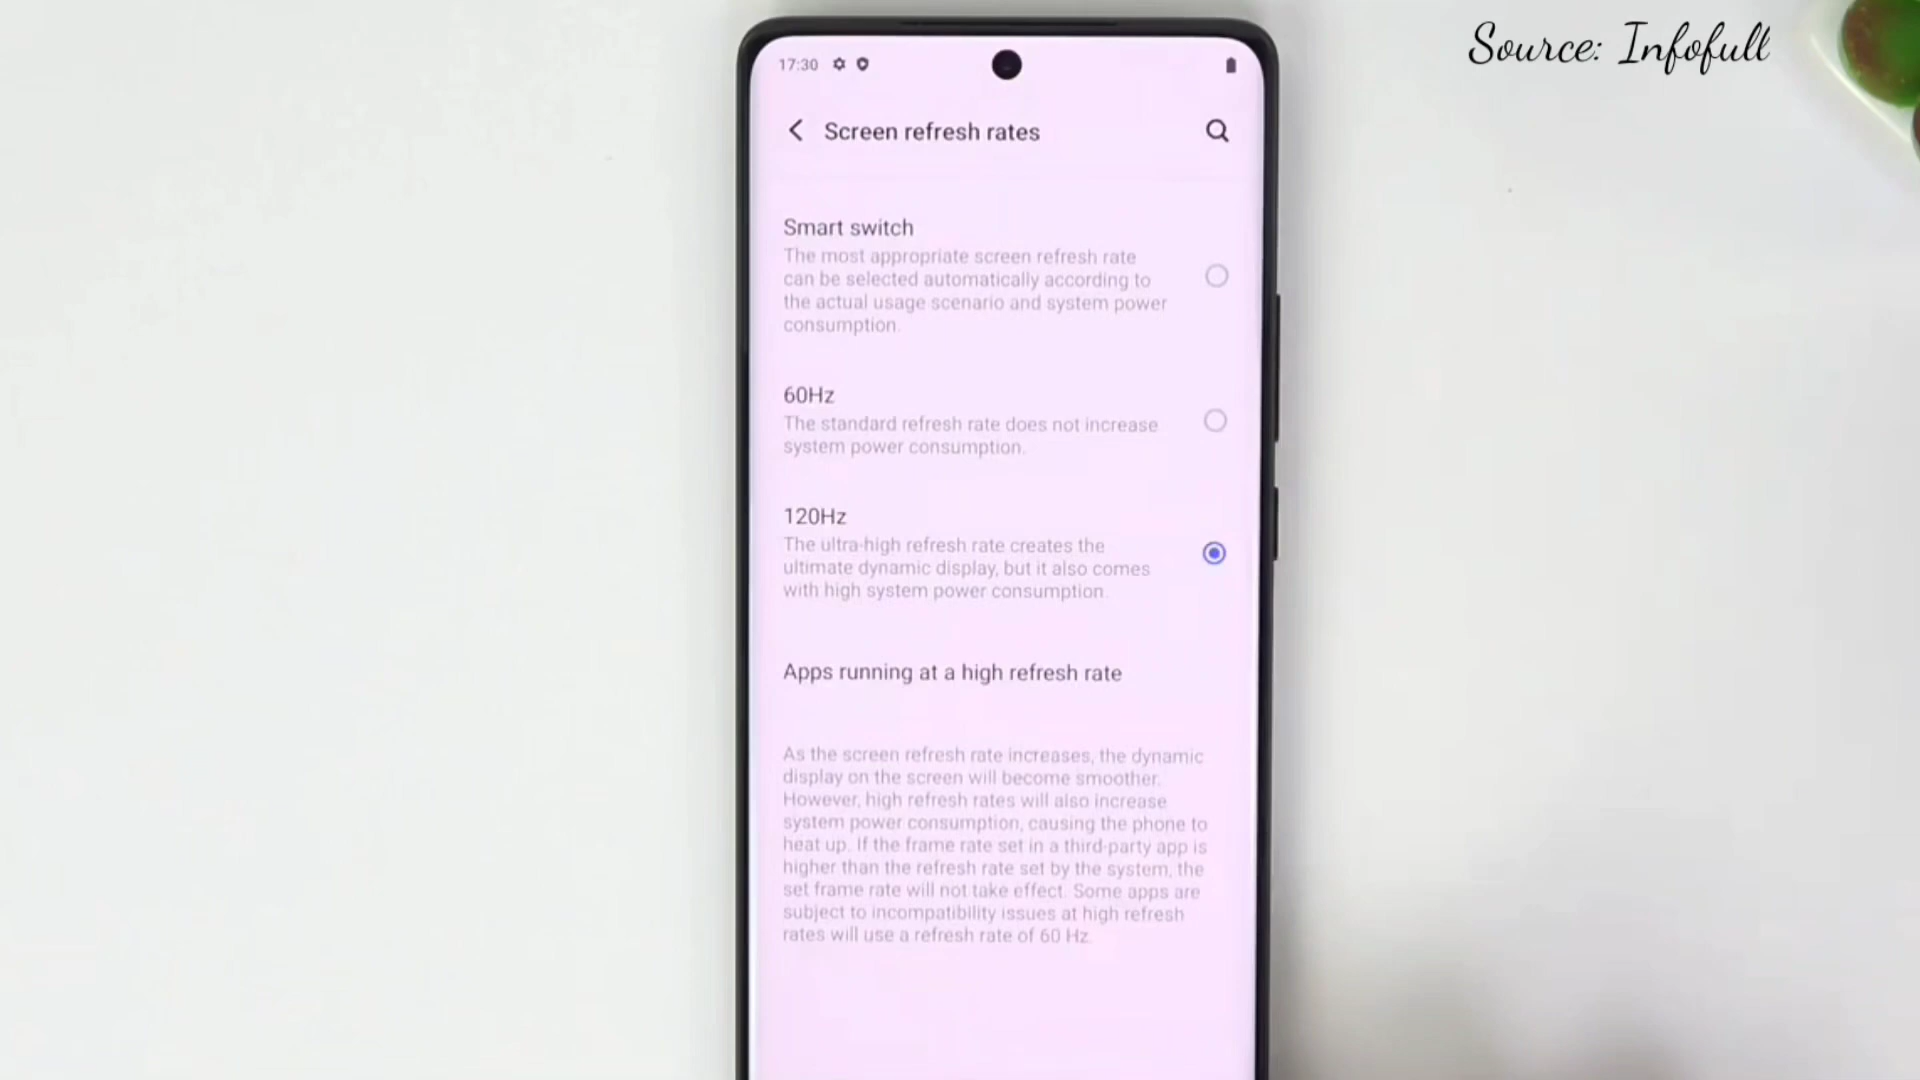 Source: Infofull
17:30
Screen refresh rates
Smart switch
The most appropriate screen refresh rate
can be selected automatically according to
the actual usage scenario and system power
consumption.
60Hz
The standard refresh rate does not increase
system power consumption.
120Hz
The ultra-high refresh rate creates the
ultimate dynamic display, but it also comes
with high system power consumption.
Apps running at a high refresh rate
As the screen refresh rate increases, the dynamic
display on the screen will become smoother.
However, high refresh rates will also increase
system power consumption, causing the phone to
heat up. If the frame rate set in a third-party app is
higher than the refresh rate set by the system, the
set frame rate will not take effect. Some apps are
subject to incompatibility issues at high refresh
rates will use a refresh rate of 60 Hz.